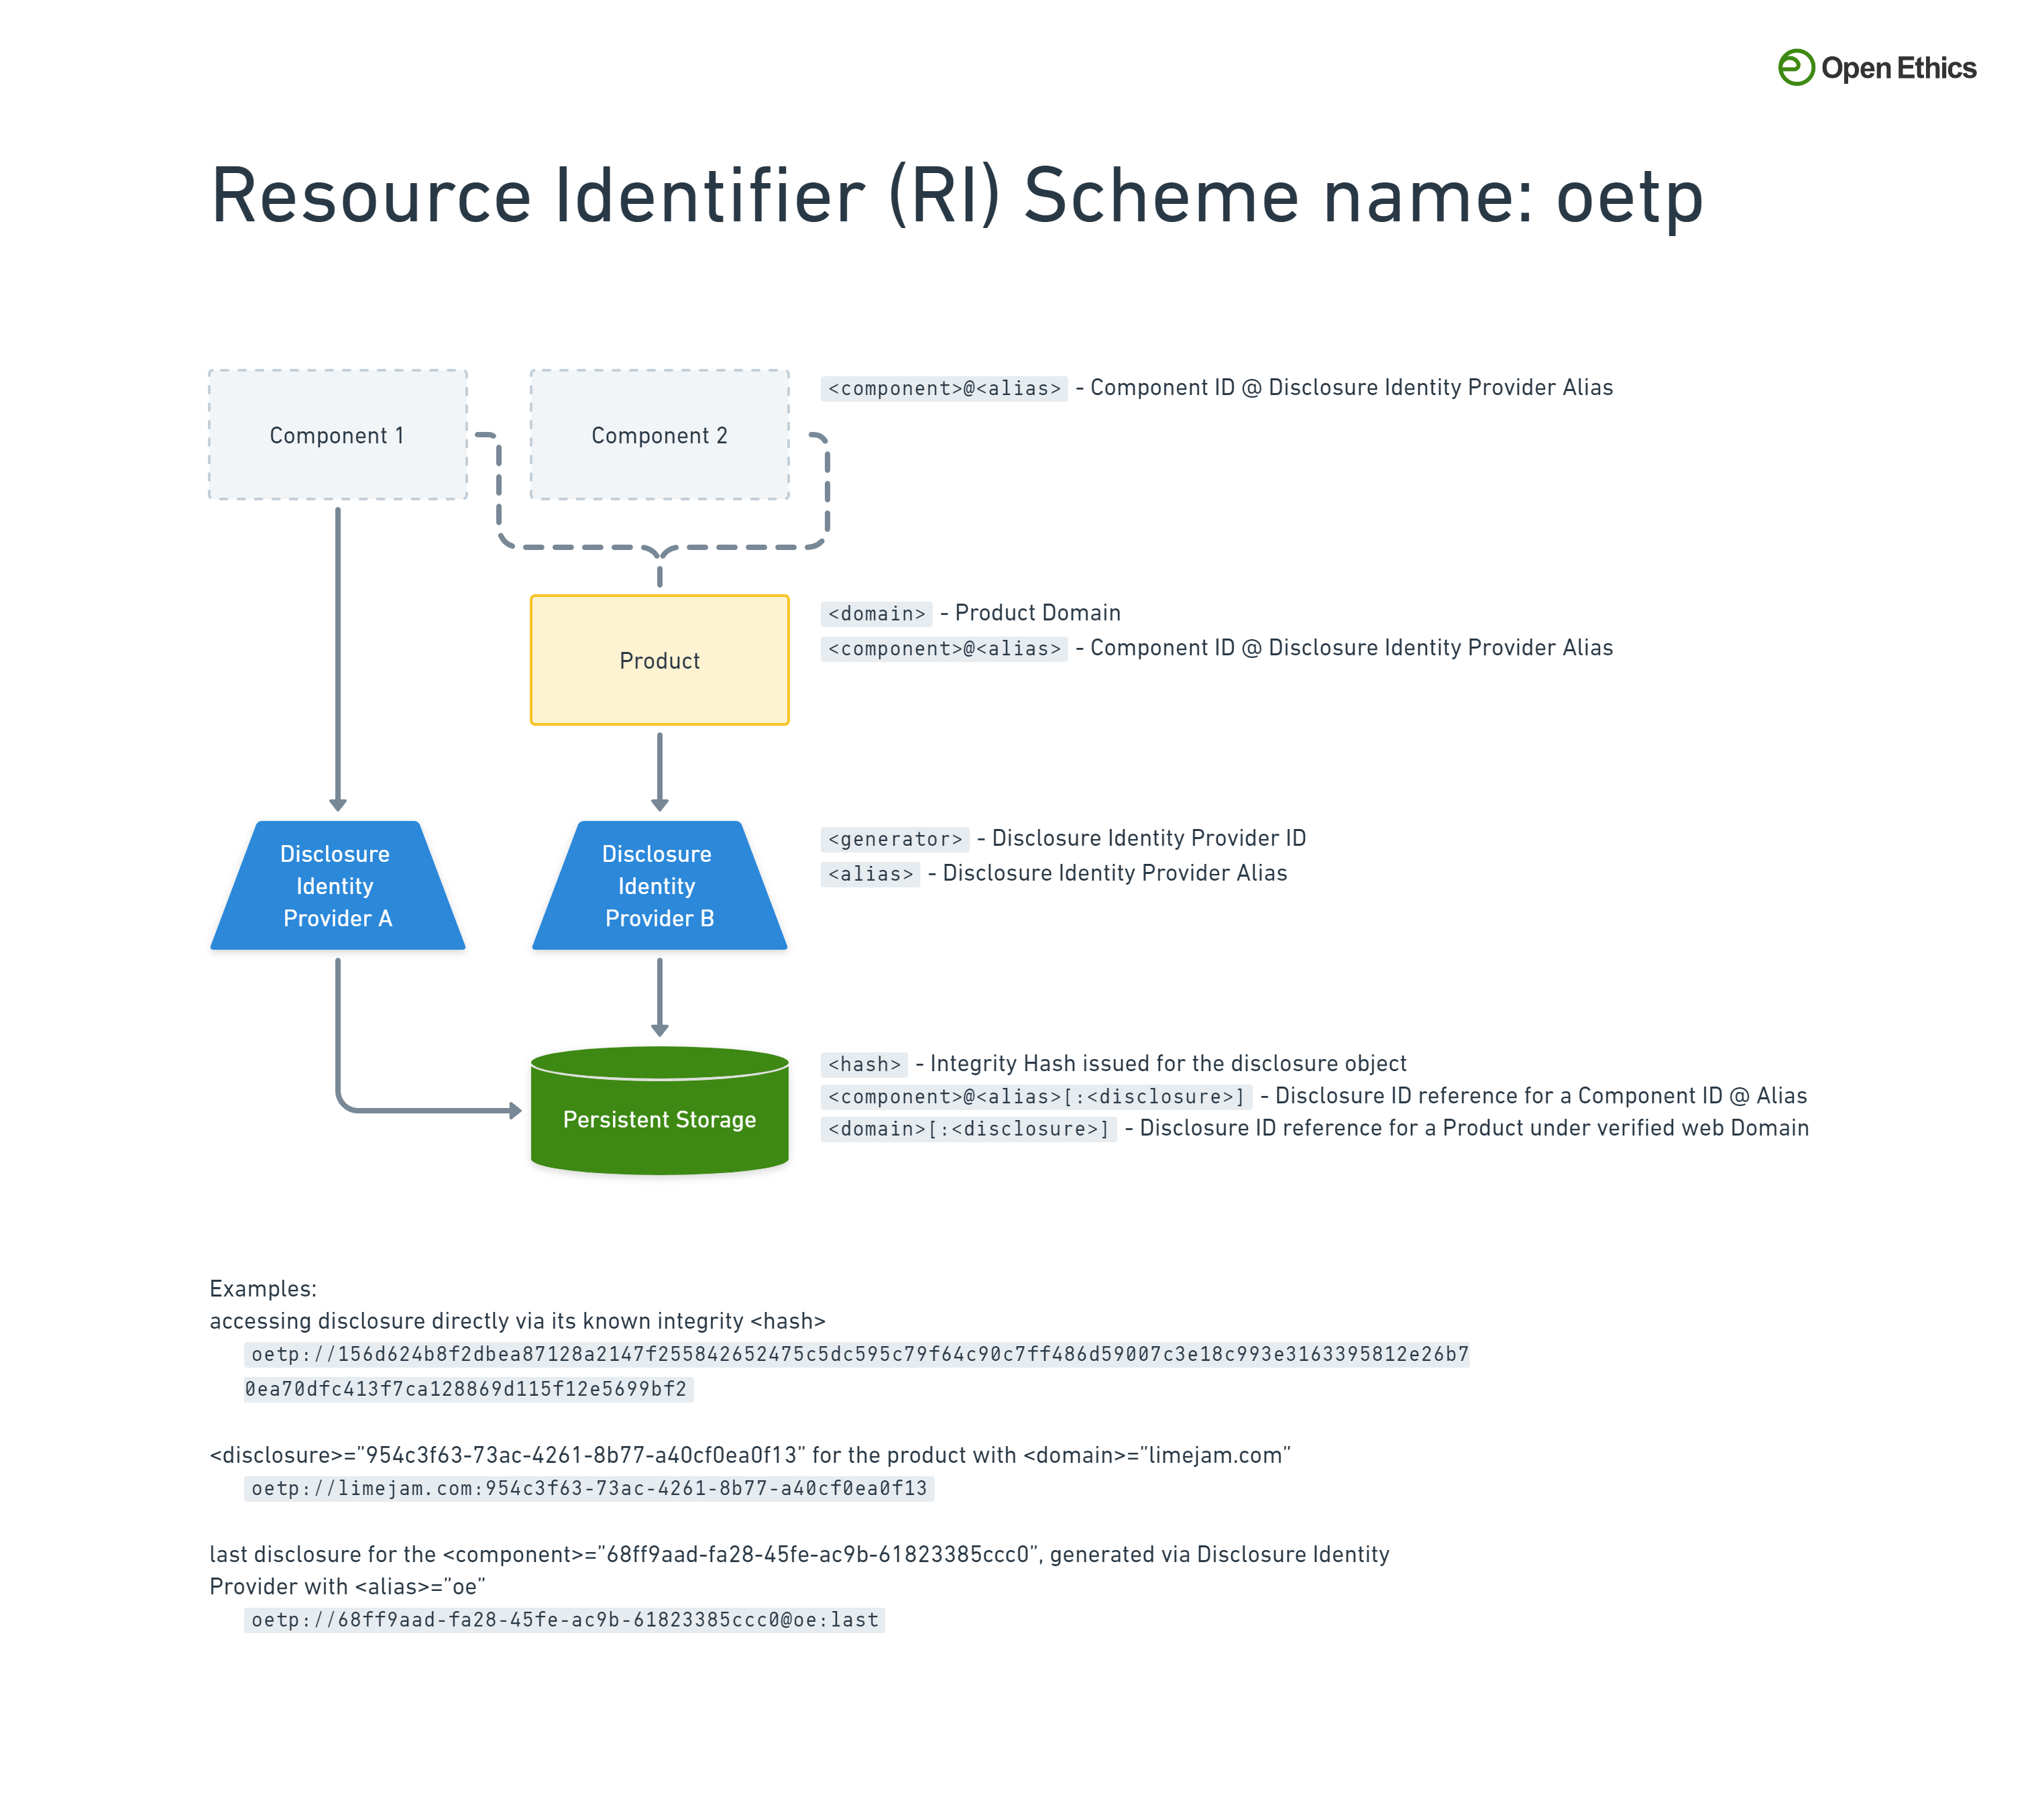 Open Ethics
Resource Identifier (RI) Scheme name: oetp
Component 1
Component 2
<component>@<alias> - Component ID @ Disclosure Identity Provider Alias
Product
<domain> - Product Domain
<component>@<alias> - Component ID @ Disclosure Identity Provider Alias
Disclosure
Identity
Provider A
Disclosure
Identity
Provider B
<generator> - Disclosure Identity Provider ID
<alias> - Disclosure Identity Provider Alias
Persistent Storage
<hash> - Integrity Hash issued for the disclosure object
<component>@<alias>[:<disclosure>] - Disclosure ID reference for a Component ID @ Alias
<domain>[:<disclosure>] - Disclosure ID reference for a Product under verified web Domain
Examples:
accessing disclosure directly via its known integrity <hash>
oetp://156d624b8f2dbea87128a2147f255842652475c5dc595c79f64c90c7ff486d59007c3e18c993e3163395812e26b7
0ea70dfc413f7ca128869d115f12e5699bf2
<disclosure>=”954c3f63-73ac-4261-8b77-a40cf0ea0f13” for the product with <domain>=”limejam.com”
oetp://limejam.com:954c3f63-73ac-4261-8b77-a40cf0ea0f13
last disclosure for the <component>=”68ff9aad-fa28-45fe-ac9b-61823385ccc0”, generated via Disclosure Identity
Provider with <alias>=”oe”
oetp://68ff9aad-fa28-45fe-ac9b-61823385ccc0@oe:last